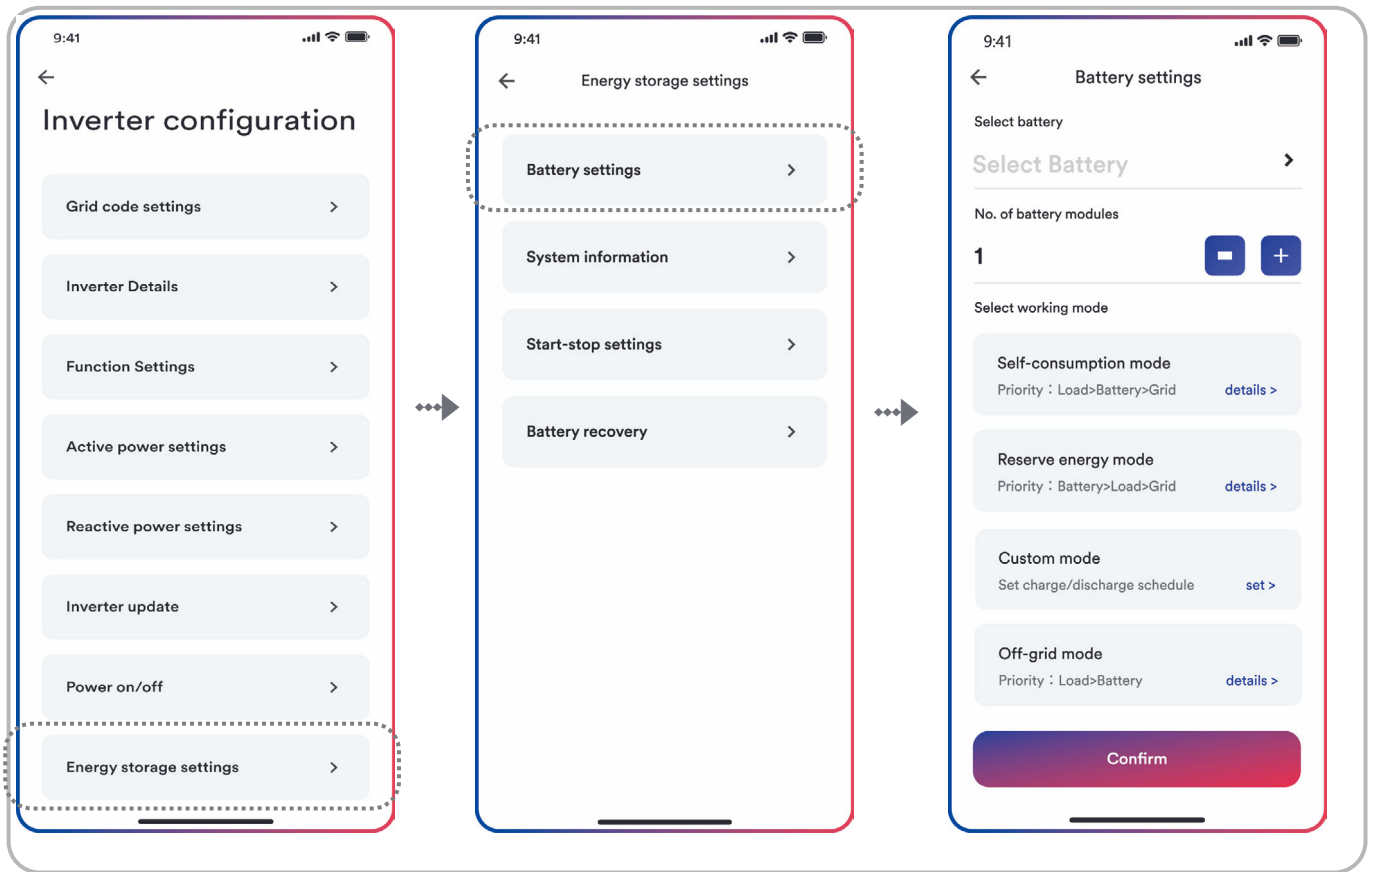 9:41
Inverter configuration
Grid code settings
Inverter Details
Function Settings
Active power settings
Reactive power settings
Inverter update
Power on/off
Energy storage settings
9:41
Energy storage settings
Battery settings
System information
Start-stop settings
Battery recovery
9:41
Battery settings
Select battery
Select Battery
No. of battery modules
1
Select working mode
Self-consumption mode
Priority：Load>Battery>Grid details >
Reserve energy mode
Priority：Battery>Load>Grid details >
Custom mode
Set charge/discharge schedule set >
Off-grid mode
Priority：Load>Battery details >
Confirm